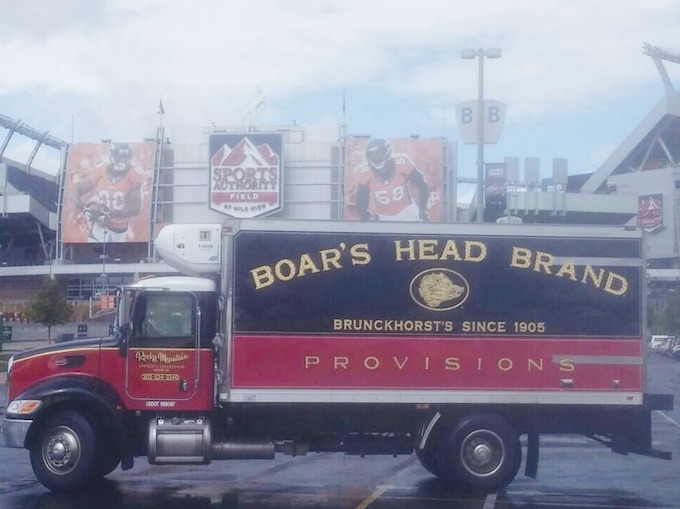 B B
SPORTS
AUTHORITY
FIELD
AT MILE HIGH
58
BOAR'S HEAD BRAND
BRUNCKHORST'S SINCE 1905
PROVISIONS
Rocky Mountain